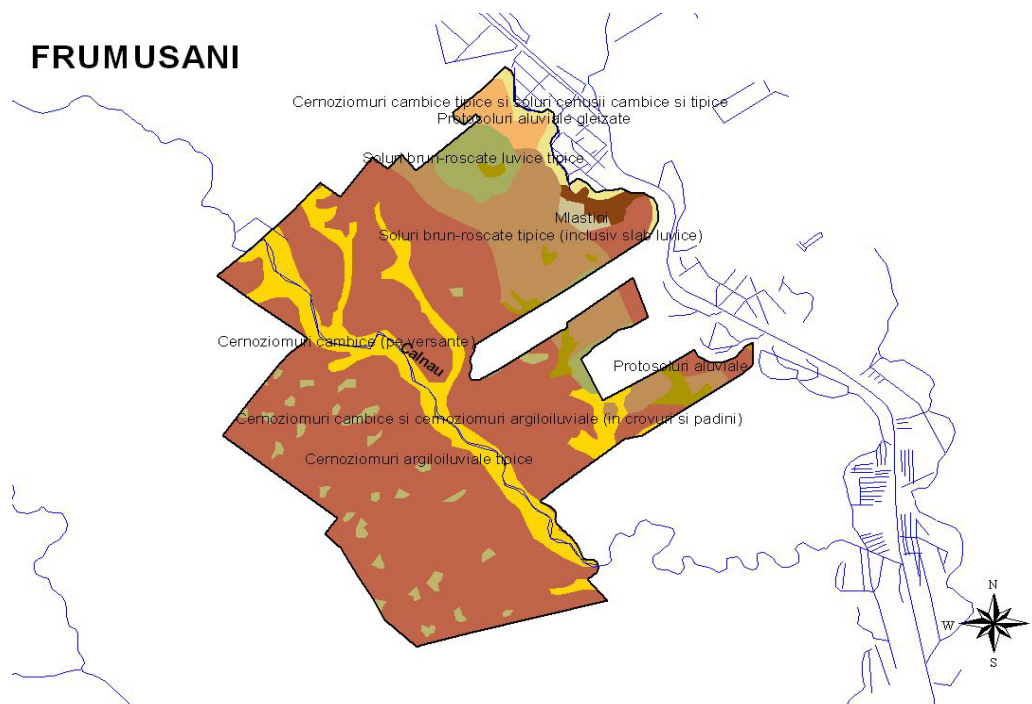 FRUMUSANI
Cernoziomuri cambice tipice si soluri cenusii cambice si tipice
Protosoluri aluviale gleizate
Soluri brun-roscate luvice tipice
Mlastini
Soluri brun-roscate tipice (inclusiv slab luvice)
Cernoziomuri cambice (pe versante)
Calnau
Protosoluri aluviale
Cernoziomuri cambice si cernoziomuri argiloiluviale (in crovuri si padini)
Cernoziomuri argiloiluviale tipice
N
W
S